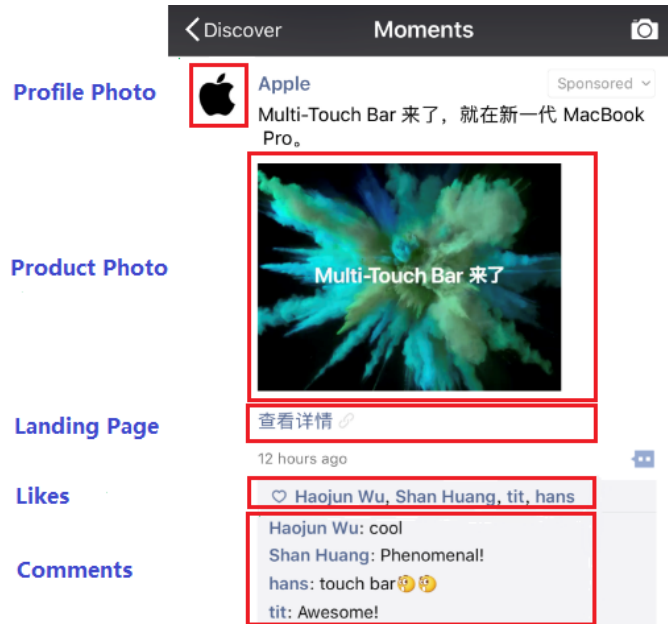 Discover Moments
Profile Photo
Apple Sponsored
Multi-Touch Bar 来了，就在新一代 MacBook
Pro。
Product Photo
Multi-Touch Bar 来了
Landing Page
查看详情
12 hours ago
Likes
Haojun Wu, Shan Huang, tit, hans
Comments
Haojun Wu: cool
Shan Huang: Phenomenal!
hans: touch bar🤔🤔
tit: Awesome!